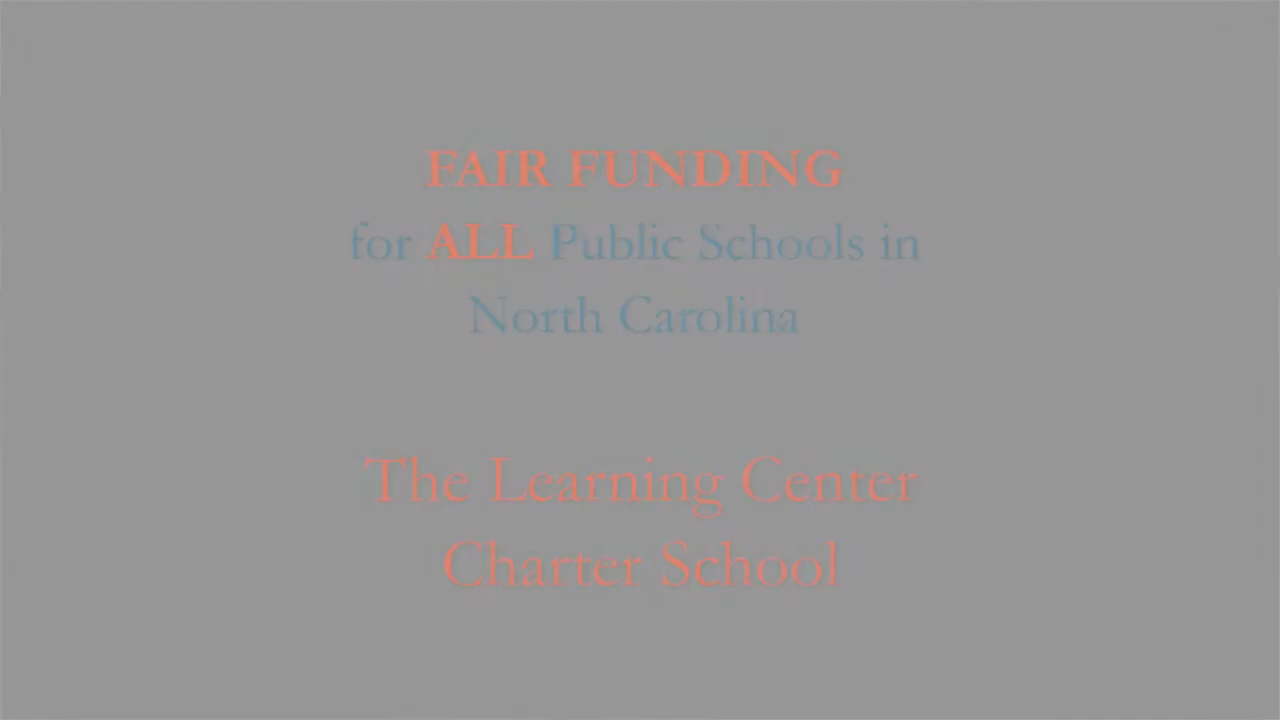 FAIR FUNDING
for ALL Public Schools in
North Carolina
The Learning Center
Charter School